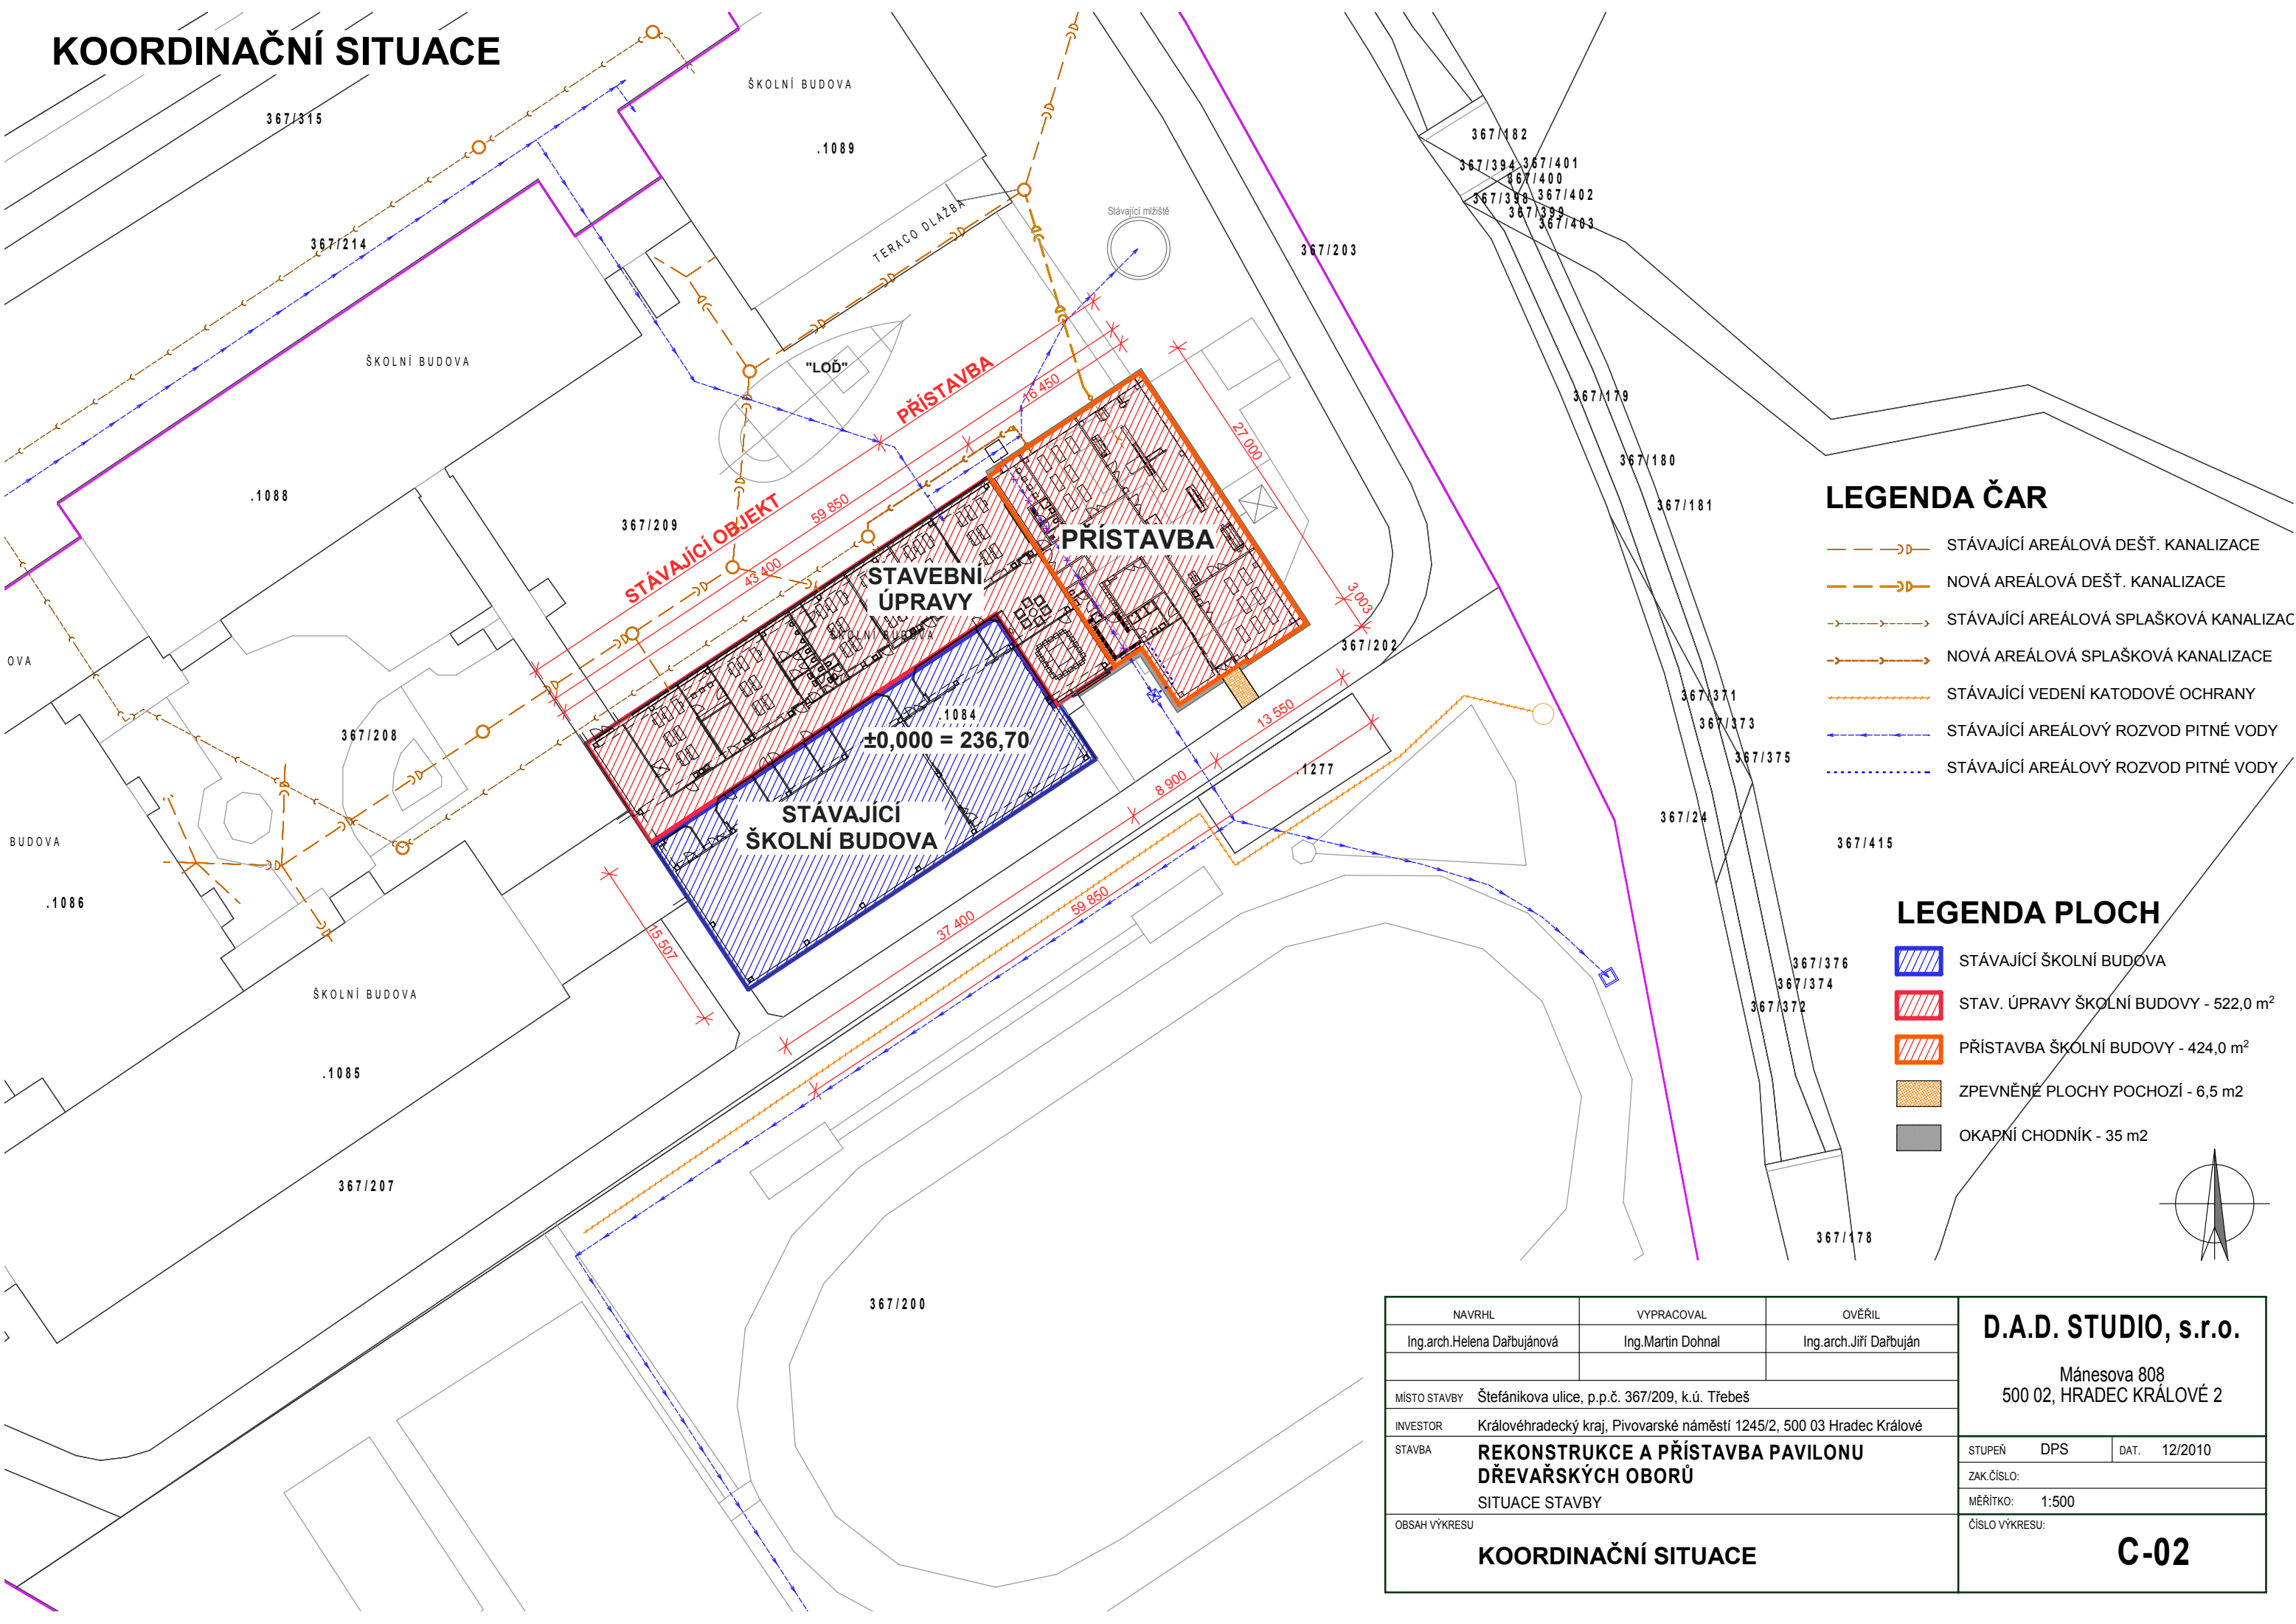 KOORDINAČNÍ SITUACE
367/315
ŠKOLNÍ BUDOVA
.1089
367/214
TERACO DLAŽBA
Stávající mlžiště
367/203
367/182
367/394
367/401
367/400
367/398
367/402
367/399
367/403
ŠKOLNÍ BUDOVA
"LOĎ"
PŘÍSTAVBA
16 450
27 000
367/179
367/180
367/181
.1088
367/209
STÁVAJÍCÍ OBJEKT
59 850
43 400
PŘÍSTAVBA
STAVEBNÍ
ÚPRAVY
ŠKOLNÍ BUDOVA
3 003
367/202
OVA
367/208
.1084
±0,000 = 236,70
13 550
8 900
.1277
367/371
367/373
367/375
367/24
367/415
STÁVAJÍCÍ
ŠKOLNÍ BUDOVA
BUDOVA
.1086
15 507
37 400
59 850
ŠKOLNÍ BUDOVA
.1085
367/207
367/200
367/376
367/374
367/372
367/178
LEGENDA ČAR
STÁVAJÍCÍ AREÁLOVÁ DEŠŤ. KANALIZACE
NOVÁ AREÁLOVÁ DEŠŤ. KANALIZACE
STÁVAJÍCÍ AREÁLOVÁ SPLAŠKOVÁ KANALIZAC
NOVÁ AREÁLOVÁ SPLAŠKOVÁ KANALIZACE
STÁVAJÍCÍ VEDENÍ KATODOVÉ OCHRANY
STÁVAJÍCÍ AREÁLOVÝ ROZVOD PITNÉ VODY
STÁVAJÍCÍ AREÁLOVÝ ROZVOD PITNÉ VODY
LEGENDA PLOCH
STÁVAJÍCÍ ŠKOLNÍ BUDOVA
STAV. ÚPRAVY ŠKOLNÍ BUDOVY - 522,0 m²
PŘÍSTAVBA ŠKOLNÍ BUDOVY - 424,0 m²
ZPEVNĚNÉ PLOCHY POCHOZÍ - 6,5 m2
OKAPNÍ CHODNÍK - 35 m2
NAVRHL VYPRACOVAL OVĚŘIL
Ing.arch.Helena Dařbujánová Ing.Martin Dohnal Ing.arch.Jiří Dařbuján
MÍSTO STAVBY Štefánikova ulice, p.p.č. 367/209, k.ú. Třebeš
INVESTOR Královéhradecký kraj, Pivovarské náměstí 1245/2, 500 03 Hradec Králové
STAVBA REKONSTRUKCE A PŘÍSTAVBA PAVILONU
DŘEVAŘSKÝCH OBORŮ
SITUACE STAVBY
OBSAH VÝKRESU
KOORDINAČNÍ SITUACE
D.A.D. STUDIO, s.r.o.
Mánesova 808
500 02, HRADEC KRÁLOVÉ 2
STUPEŇ DPS DAT. 12/2010
ZAK.ČÍSLO:
MĚŘÍTKO: 1:500
ČÍSLO VÝKRESU:
C-02